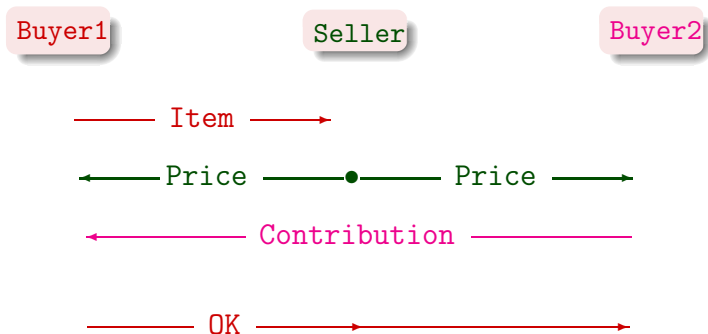 Buyer1 Seller Buyer2
Item
Price Price
Contribution
OK